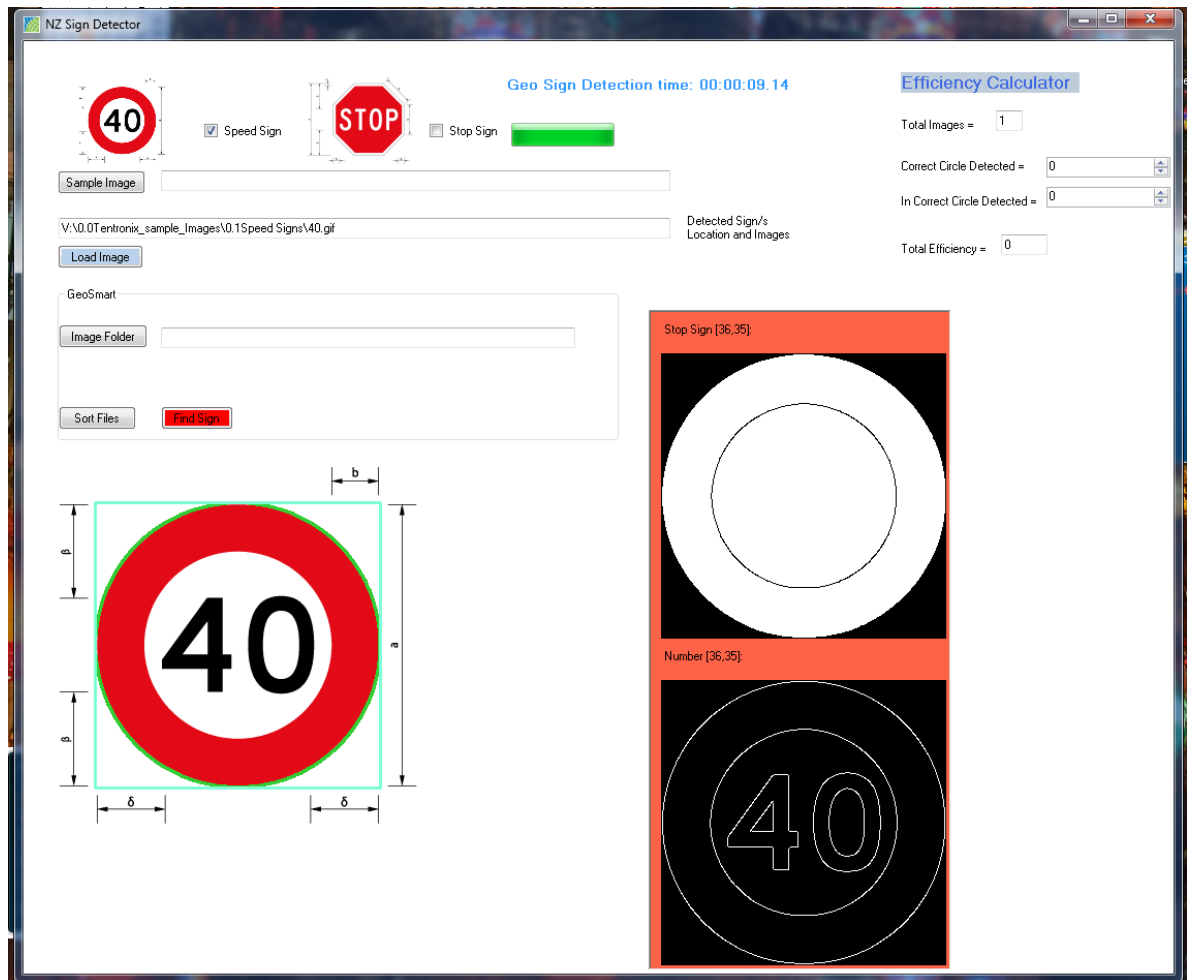 NZ Sign Detector
Geo Sign Detection time: 00:00:09.14
Efficiency Calculator
40
Speed Sign
STOP
Stop Sign
Total Images =
1
Sample Image
Correct Circle Detected =
0
In Correct Circle Detected =
0
V:\0.0Tentronix_sample_Images\0.1Speed Signs\40.gif
Detected Sign/s
Location and Images
Load Image
Total Efficiency =
0
GeoSmart
Image Folder
Sort Files
Find Sign
Stop Sign [36,35]:
b
β
40
a
β
δ
δ
Number [36,35]:
40